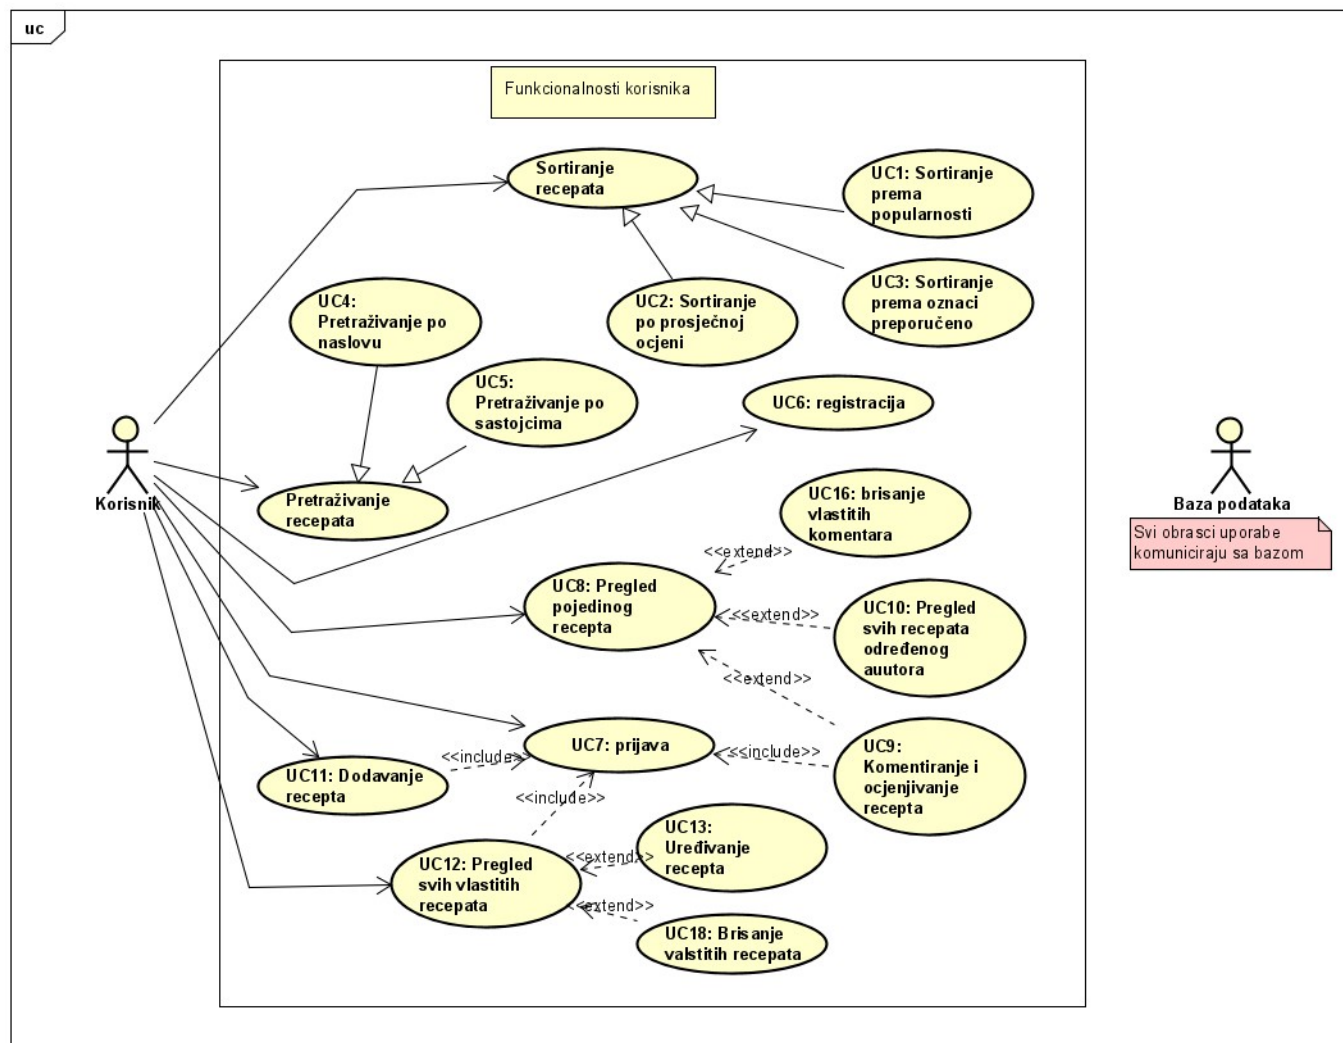 uc
Funkcionalnosti korisnika
Sortiranje
recepata
UC1: Sortiranje
prema
popularnosti
UC3: Sortiranje
prema oznaci
preporučeno
UC2: Sortiranje
po prosječnoj
ocjeni
UC4:
Pretraživanje po
naslovu
UC5:
Pretraživanje po
sastojcima
UC6: registracija
Korisnik
Pretraživanje
recepata
Baza podataka
Svi obrasci uporabe
komuniciraju sa bazom
UC16: brisanje
vlastitih
komentara
<<extend>>
UC8: Pregled
pojedinog
recepta
<<extend>>
UC10: Pregled
svih recepata
određenog
auutora
<<extend>>
UC7: prijava
<<include>>
UC9:
Komentiranje i
ocjenjivanje
recepta
UC11: Dodavanje
recepta
<<include>>
<<include>>
UC12: Pregled
svih vlastitih
recepata
<<extend>>
UC13:
Uređivanje
recepta
<<extend>>
UC18: Brisanje
valstitih recepata